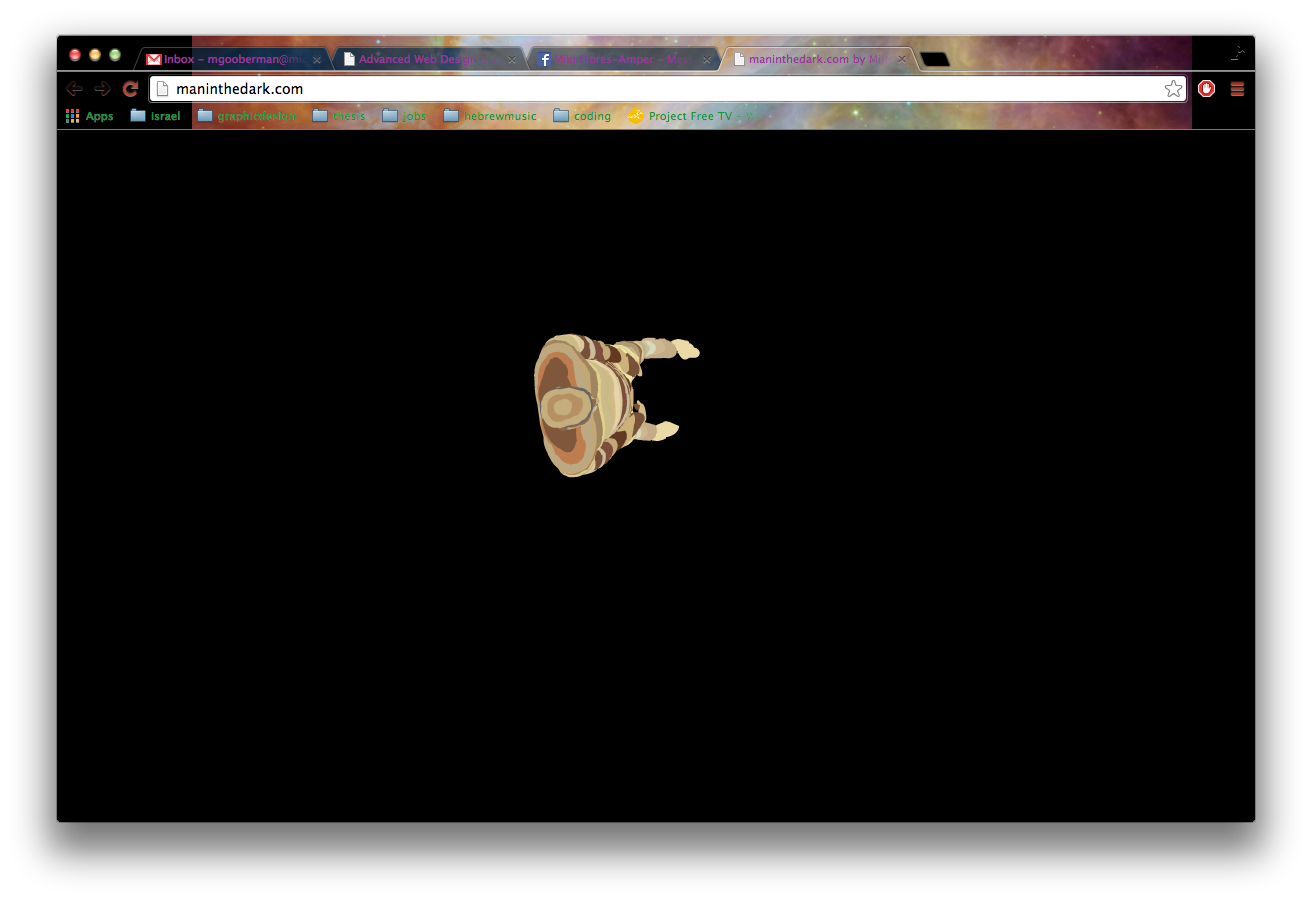 Inbox – mgooberman@m
Advanced Web Design
maninthedark.com by Mi
maninthedark.com
Apps Israel graphicdesign thesis jobs hebrewmusic coding Project Free TV -